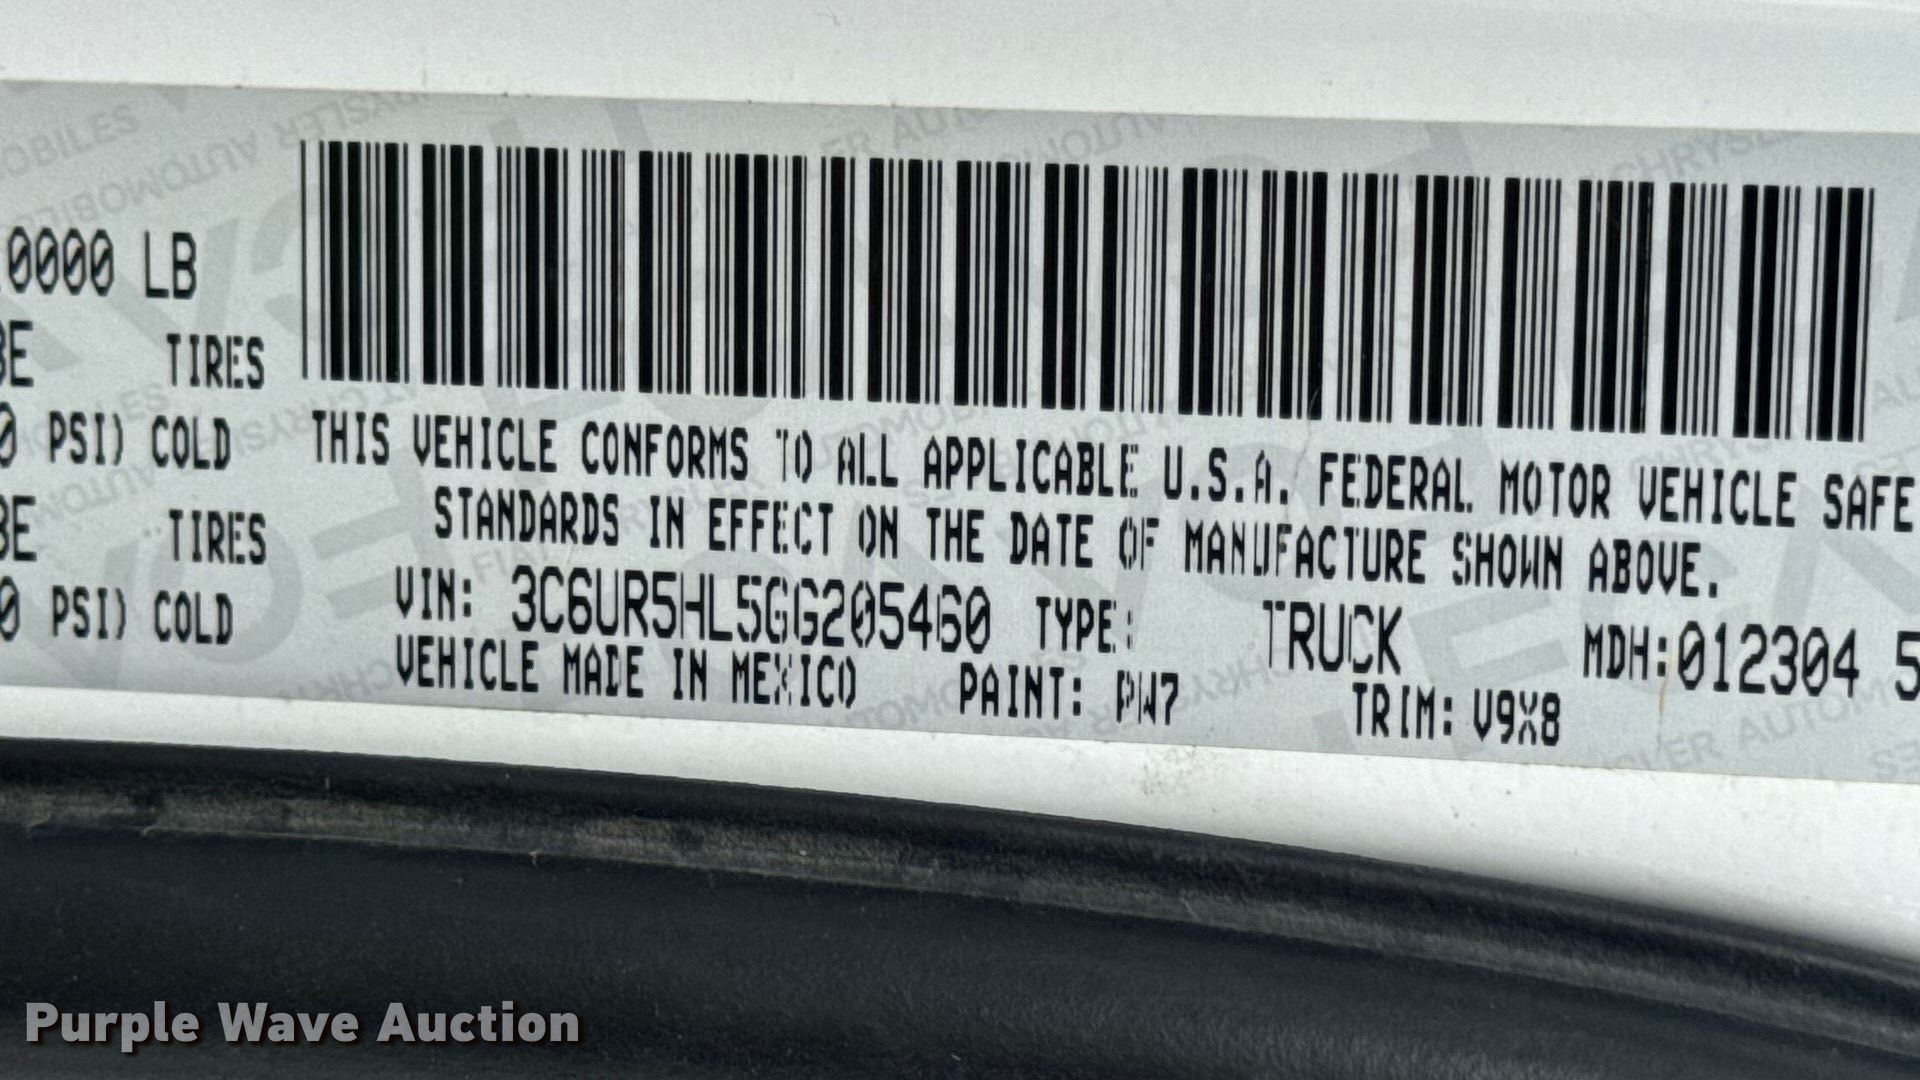 0000 LB
BE TIRES
0 PSI) COLD
THIS VEHICLE CONFORMS TO ALL APPLICABLE U.S.A. FEDERAL MOTOR VEHICLE SAFE
STANDARDS IN EFFECT ON THE DATE OF MANUFACTURE SHOWN ABOVE.
BE TIRES
0 PSI) COLD
VIN: 3C6UR5HL5GG205460 TYPE: TRUCK MDH:012304 5
VEHICLE MADE IN MEXICO PAINT: PW7 TRIM: V9X8
Purple Wave Auction